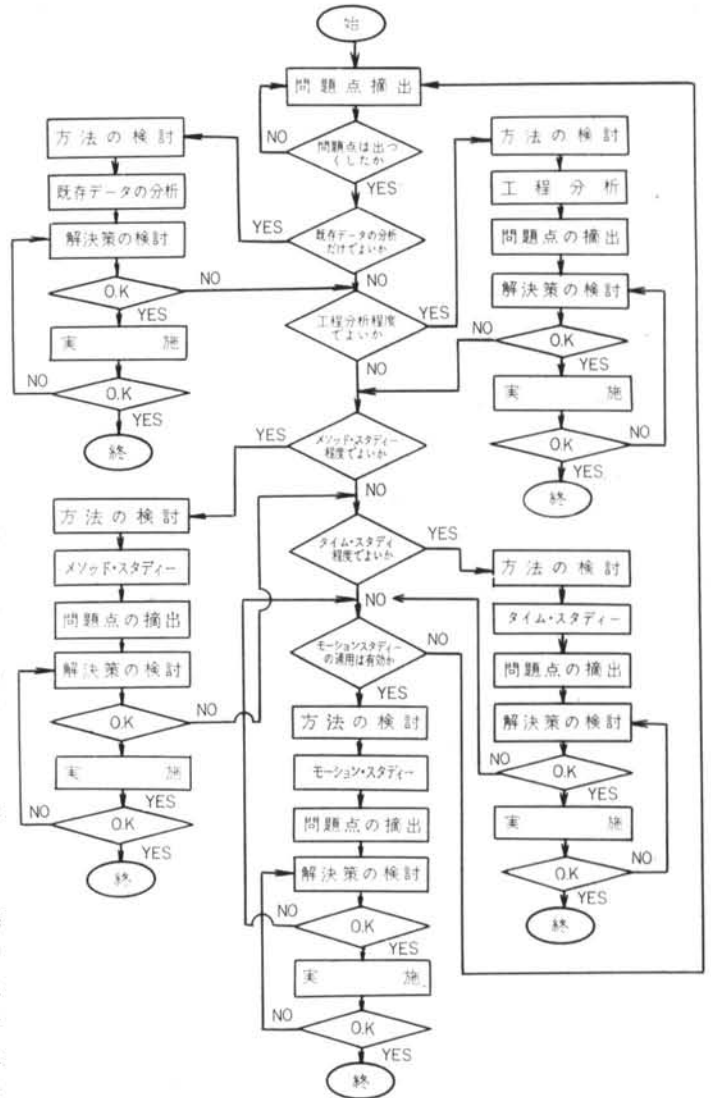 始
問題点摘出
NO
問題点は出つ
くしたか
YES
既存データの分析
だけでよいか
YES
NO
方法の検討
既存データの分析
解決策の検討
O.K
NO
YES
実施
NO
O.K
YES
終
工程分析程度
でよいか
YES
NO
方法の検討
工程分析
問題点の摘出
解決策の検討
NO
O.K
YES
実施
O.K
NO
YES
終
メソッド・スタディー
程度でよいか
YES
NO
方法の検討
メソッド・スタディー
問題点の摘出
解決策の検討
O.K
NO
YES
実施
NO
O.K
YES
終
タイム・スタディ
程度でよいか
YES
NO
方法の検討
タイム・スタディー
問題点の摘出
解決策の検討
NO
O.K
YES
実施
O.K
NO
YES
終
モーションスタディー
の適用は有効か
NO
YES
方法の検討
モーション・スタディー
問題点の摘出
解決策の検討
NO
O.K
YES
実施
NO
O.K
YES
終